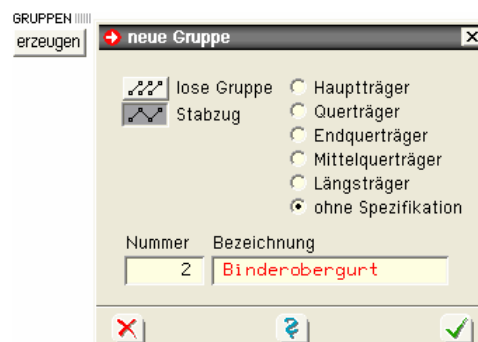 GRUPPEN
erzeugen
neue Gruppe
lose Gruppe
Stabzug
Hauptträger
Querträger
Endquerträger
Mittelquerträger
Längsträger
ohne Spezifikation
Nummer Bezeichnung
2 Binderobergurt